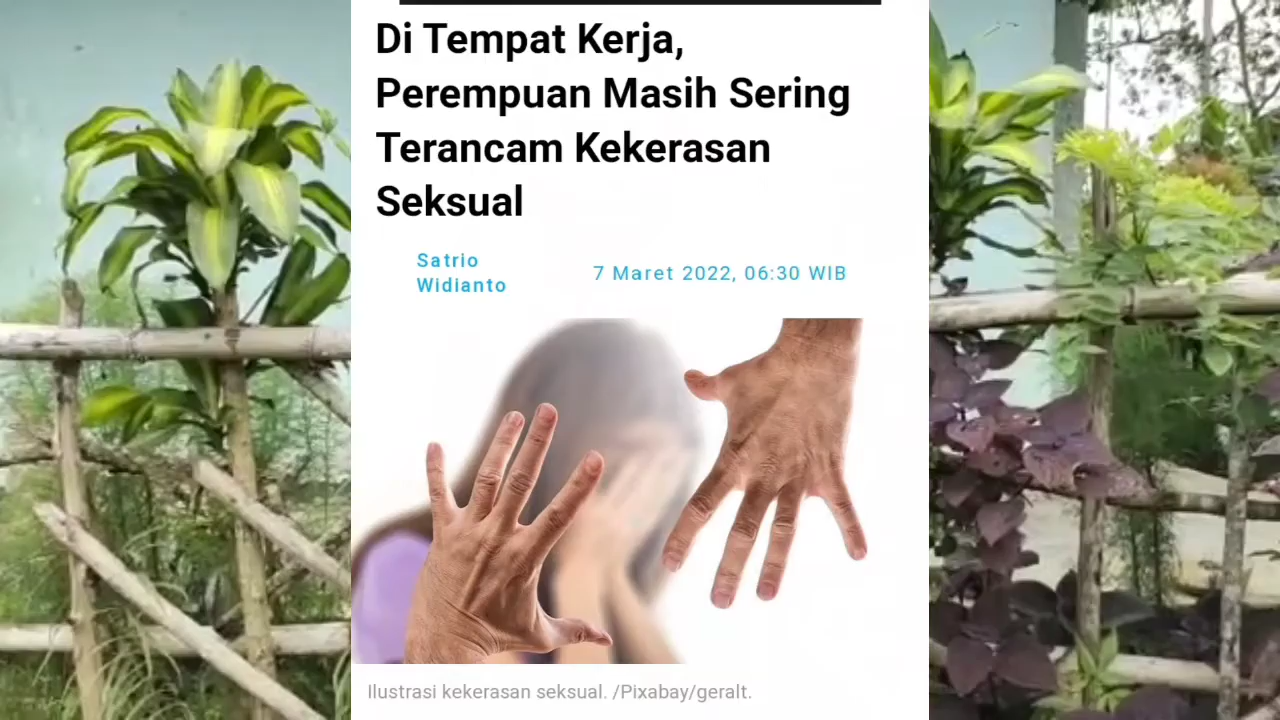 Di Tempat Kerja,
Perempuan Masih Sering
Terancam Kekerasan
Seksual
Satrio
Widianto
7 Maret 2022, 06:30 WIB
Ilustrasi kekerasan seksual. /Pixabay/geralt.